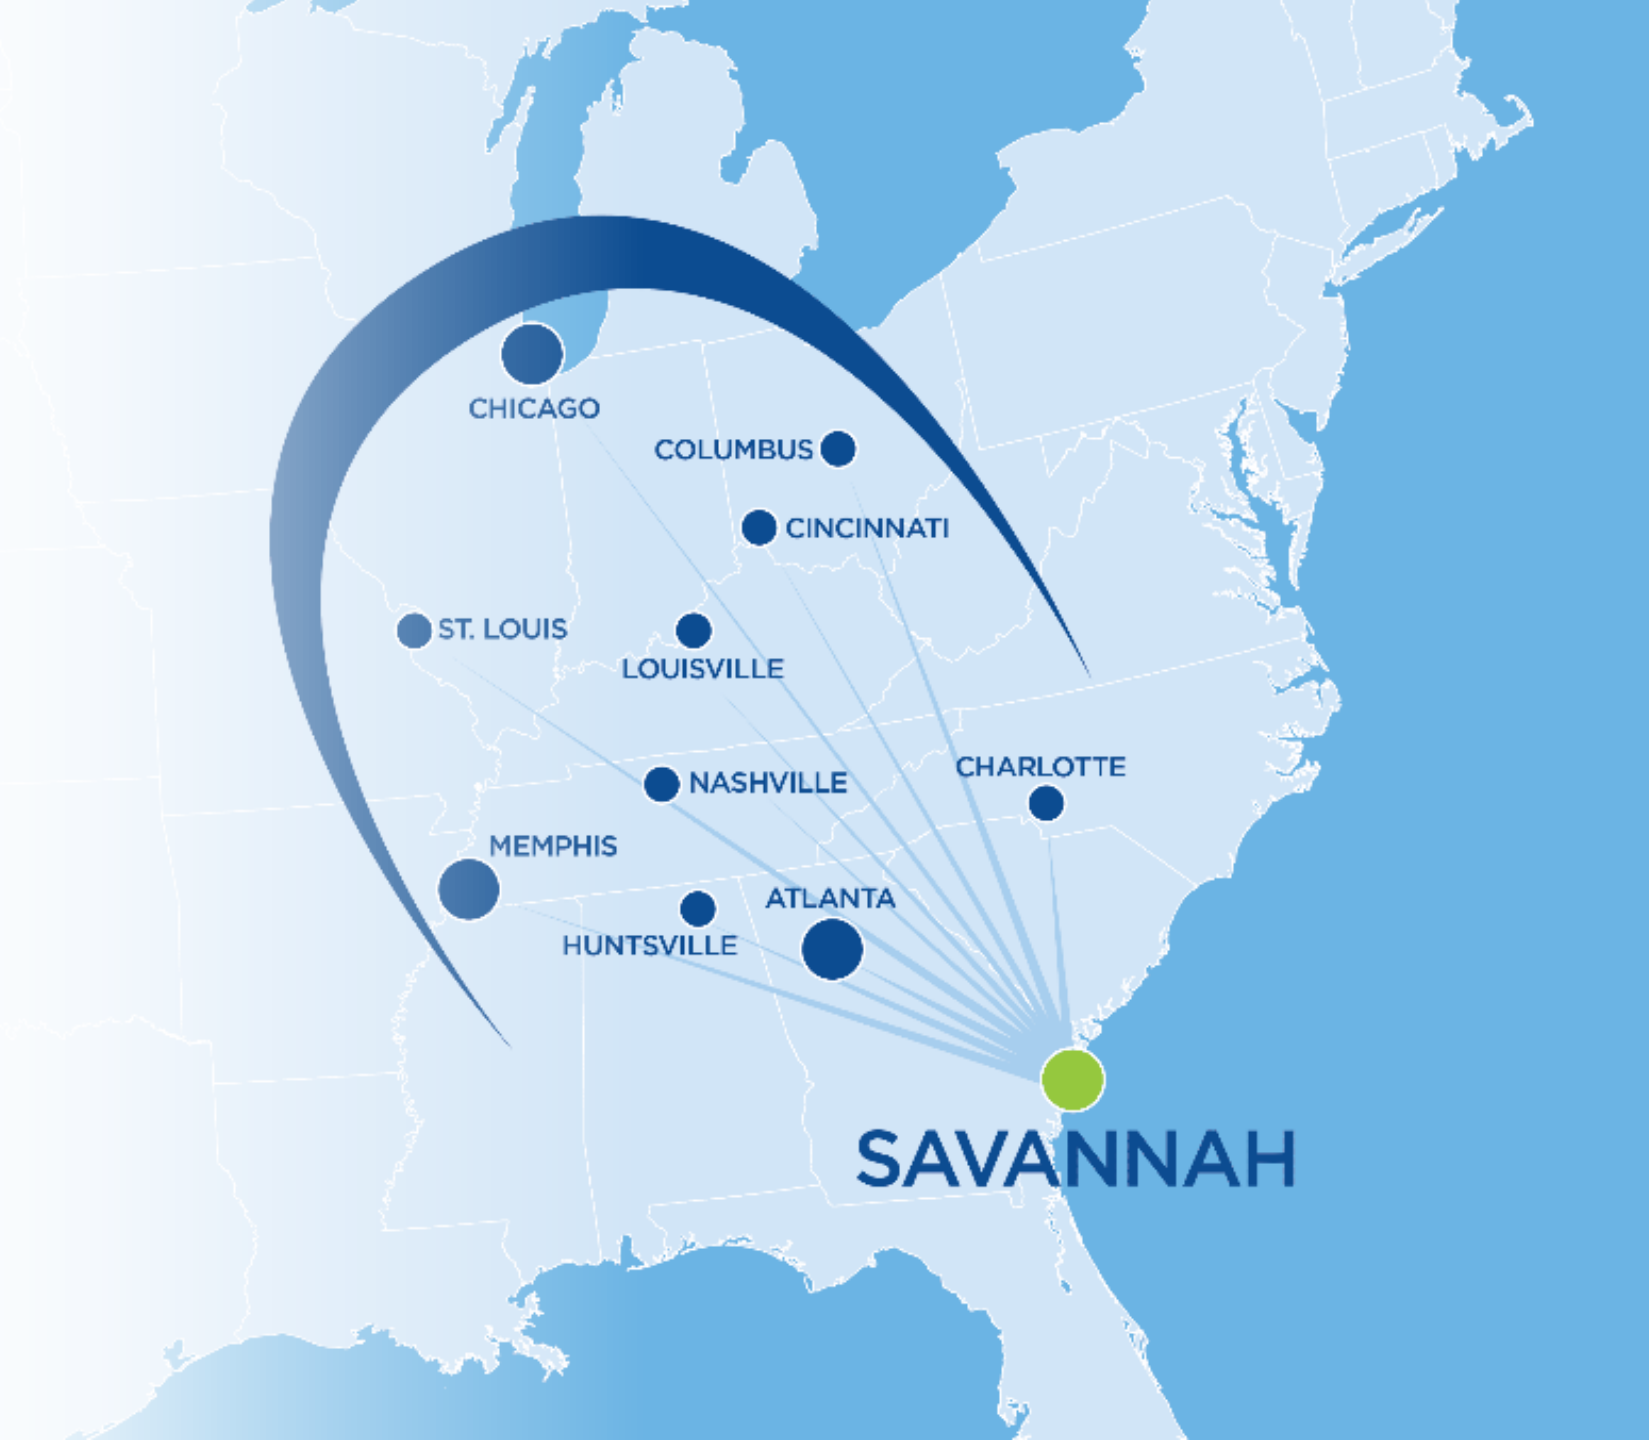 CHICAGO
COLUMBUS
CINCINNATI
ST. LOUIS
LOUISVILLE
CHARLOTTE
NASHVILLE
MEMPHIS
ATLANTA
HUNTSVILLE
SAVANNAH